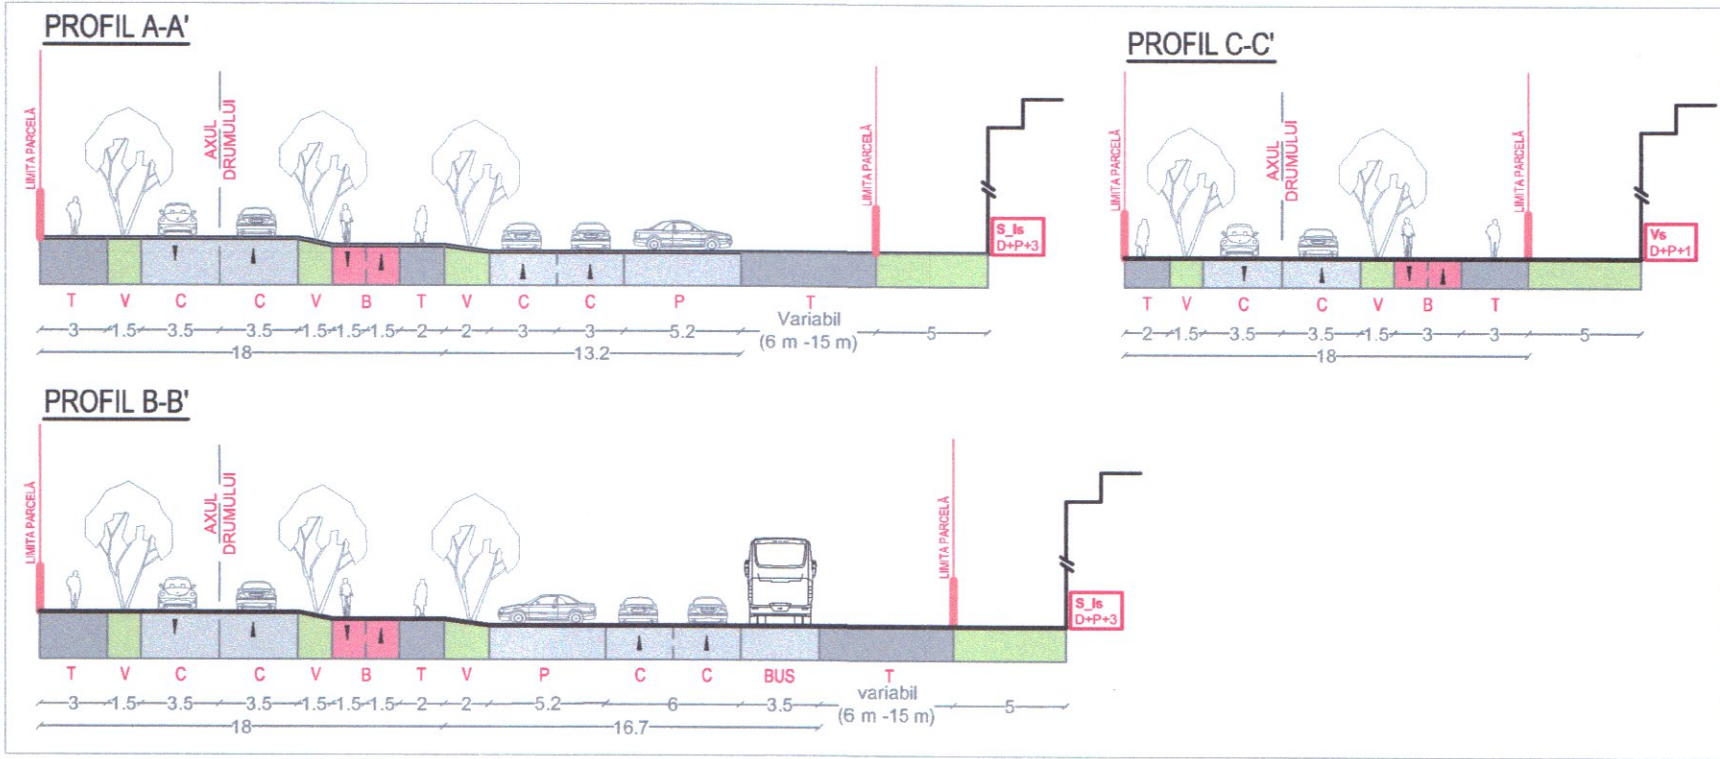 PROFIL A-A'
LIMITA PARCELĂ
AXUL
DRUMULUI
LIMITA PARCELĂ
S_Is
D+P+3
T V C C V B T V C C P T
3 1.5 3.5 3.5 1.5 1.5 1.5 2 2 3 3 5.2 Variabil 5
(6 m -15 m)
18 13.2
PROFIL C-C'
LIMITA PARCELĂ
AXUL
DRUMULUI
LIMITA PARCELĂ
Vs
D+P+1
T V C C V B T
2 1.5 3.5 3.5 1.5 3 3 5
18
PROFIL B-B'
LIMITA PARCELĂ
AXUL
DRUMULUI
LIMITA PARCELĂ
S_Is
D+P+3
T V C C V B T V P C C BUS T
3 1.5 3.5 3.5 1.5 1.5 1.5 2 2 5.2 6 3.5 variabil 5
(6 m -15 m)
18 16.7